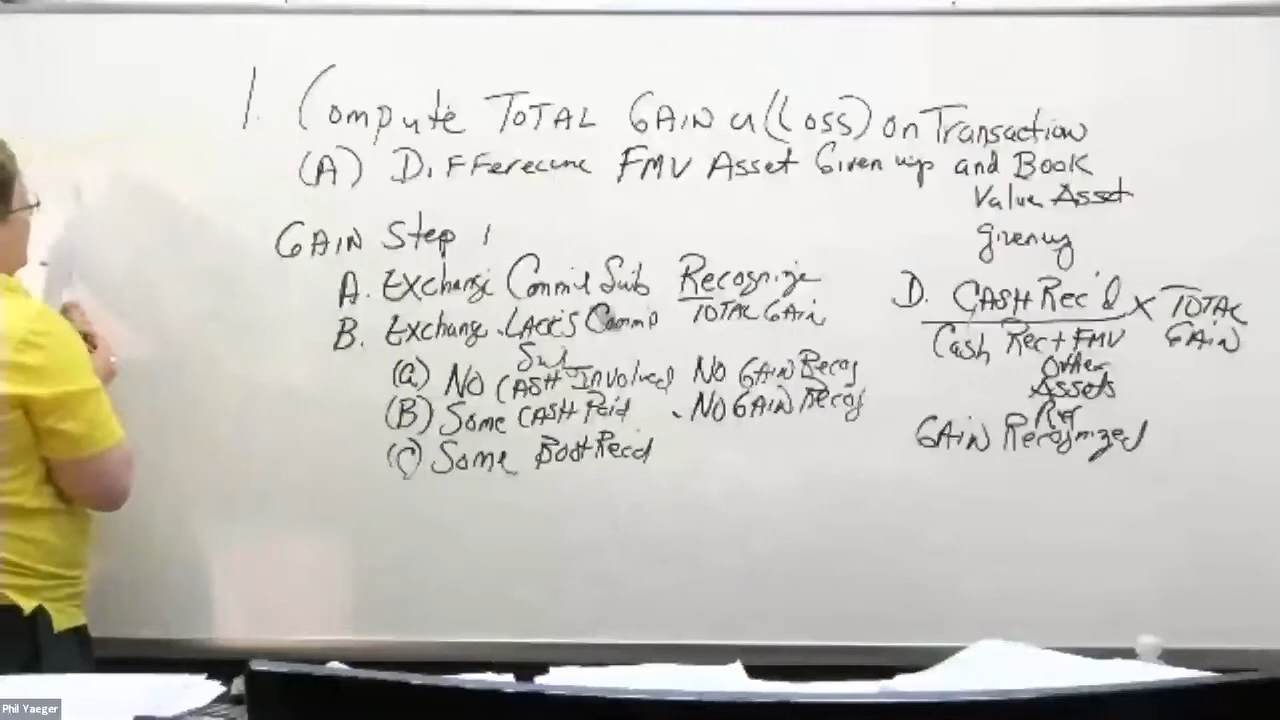 1. Compute TOTAL GAIN or (Loss) on Transaction
(A) Difference FMV Asset Given up and Book
Value Asset
given up
GAIN Step 1
A. Exchange Comm'l Sub Recognize
TOTAL GAIN
B. Exchange Lacks Comm
Sub
(a) NO CASH Involved NO GAIN Recog
(B) Some CASH Paid NO GAIN Recog
(C) Some Boot Rec'd
D. CASH Rec'd X TOTAL
GAIN
Cash Rec + FMV
Other
Assets
GAIN Recognized
Phil Yaeger